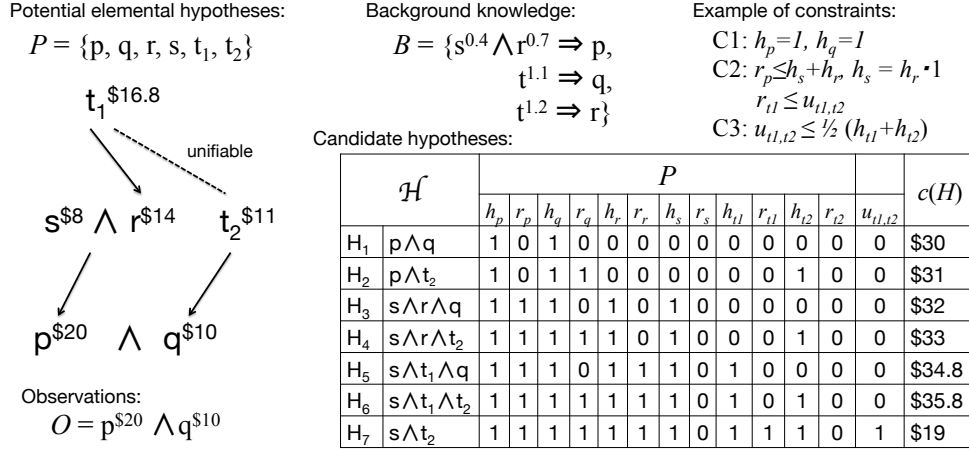 Potential elemental hypotheses:
P = {p, q, r, s, t₁, t₂}
t₁$16.8
unifiable
s$8 ∧ r$14 t₂$11
p$20 ∧ q$10
Observations:
O = p$20 ∧ q$10
Background knowledge:
B = {s0.4 ∧ r0.7 ⇒ p,
t1.1 ⇒ q,
t1.2 ⇒ r}
Example of constraints:
C1: hp=1, hq=1
C2: rp≤hs+hr, hs = hr·1
rt1 ≤ ut1,t2
C3: ut1,t2 ≤ ½ (ht1+ht2)
Candidate hypotheses:
ℋ P c(H)
hp rp hq rq hr rr hs rs ht1 rt1 ht2 rt2 ut1,t2
H₁ p∧q 1 0 1 0 0 0 0 0 0 0 0 0 0 $30
H₂ p∧t₂ 1 0 1 1 0 0 0 0 0 0 1 0 0 $31
H₃ s∧r∧q 1 1 1 0 1 0 1 0 0 0 0 0 0 $32
H₄ s∧r∧t₂ 1 1 1 1 1 0 1 0 0 0 1 0 0 $33
H₅ s∧t₁∧q 1 1 1 0 1 1 1 0 1 0 0 0 0 $34.8
H₆ s∧t₁∧t₂ 1 1 1 1 1 1 1 0 1 0 1 0 0 $35.8
H₇ s∧t₂ 1 1 1 1 1 1 1 0 1 1 1 0 1 $19